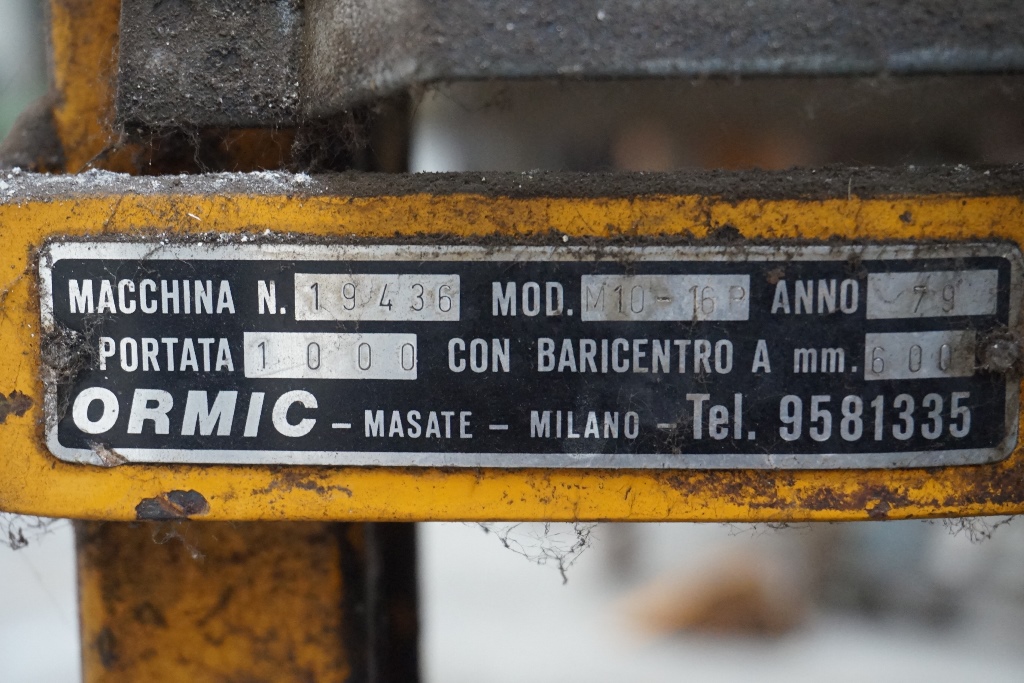 MACCHINA N. 19436 MOD. M10-16P ANNO 79
PORTATA 1000 CON BARICENTRO A mm. 600
ORMIC - MASATE - MILANO - Tel. 9581335